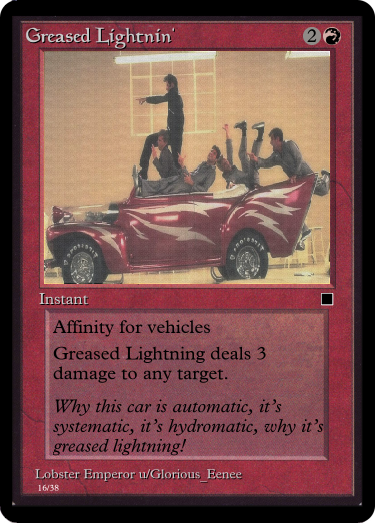 Greased Lightnin'
2
Instant
Affinity for vehicles
Greased Lightning deals 3
damage to any target.
Why this car is automatic, it's
systematic, it's hydromatic, why it's
greased lightning!
Lobster Emperor u/Glorious_Eenee
16/38